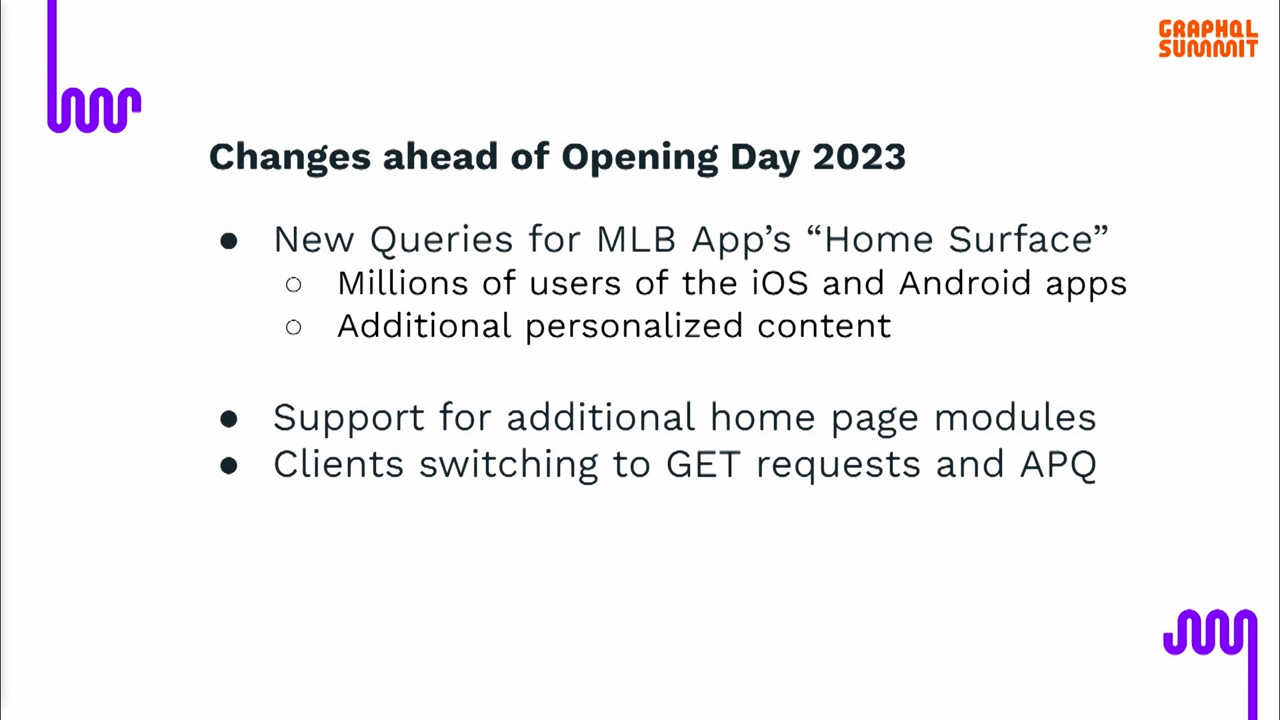 GRAPHQL
SUMMIT
Changes ahead of Opening Day 2023
● New Queries for MLB App’s “Home Surface”
○ Millions of users of the iOS and Android apps
○ Additional personalized content
● Support for additional home page modules
● Clients switching to GET requests and APQ